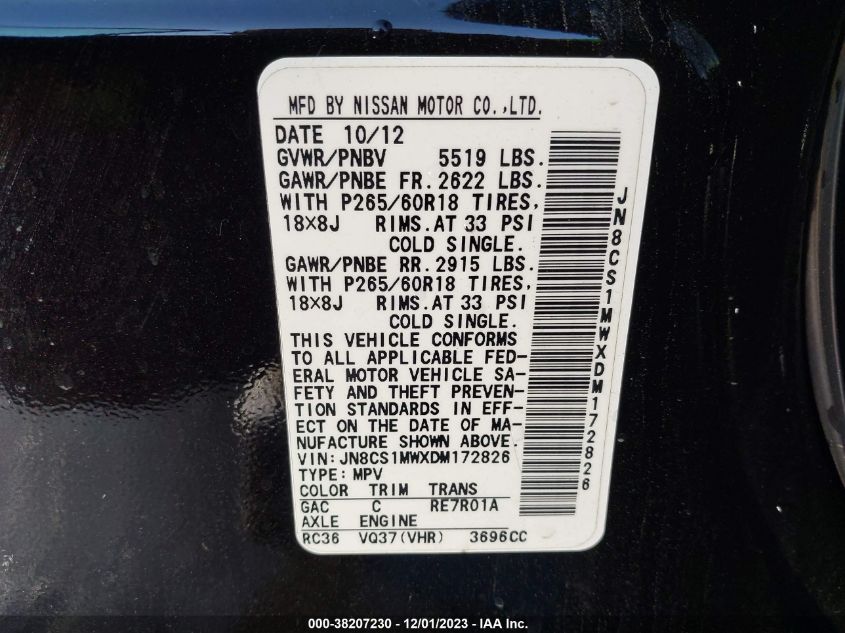 MFD BY NISSAN MOTOR CO.,LTD.
DATE 10/12
GVWR/PNBV 5519 LBS.
GAWR/PNBE FR. 2622 LBS.
WITH P265/60R18 TIRES,
18×8J RIMS. AT 33 PSI
COLD SINGLE.
GAWR/PNBE RR. 2915 LBS.
WITH P265/60R18 TIRES,
18×8J RIMS. AT 33 PSI
COLD SINGLE.
THIS VEHICLE CONFORMS
TO ALL APPLICABLE FED-
ERAL MOTOR VEHICLE SA-
FETY AND THEFT PREVEN-
TION STANDARDS IN EFF-
ECT ON THE DATE OF MA-
NUFACTURE SHOWN ABOVE.
VIN: JN8CS1MWXDM172826
TYPE: MPV
COLOR TRIM TRANS
GAC C RE7R01A
AXLE ENGINE
RC36 VQ37(VHR) 3696CC
JN8CS1MWXDM172826
000-38207230 - 12/01/2023 - IAA Inc.